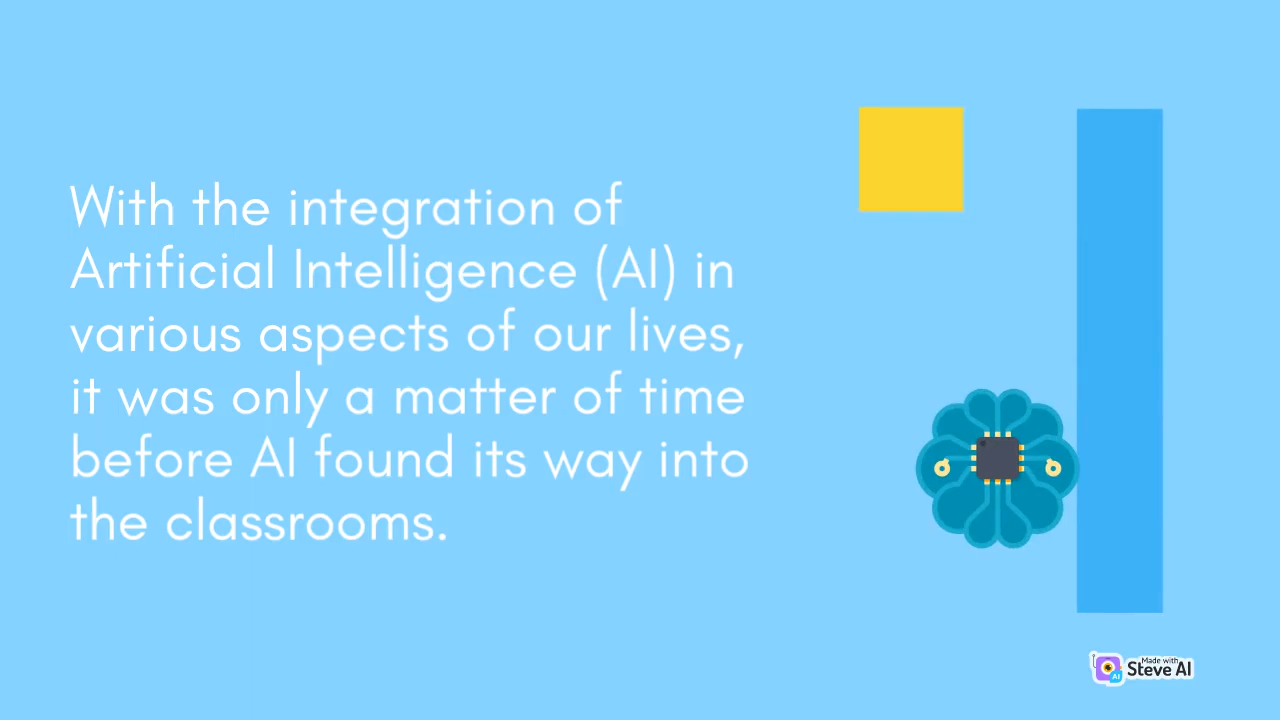 With the integration of
Artificial Intelligence (AI) in
various aspects of our lives,
it was only a matter of time
before AI found its way into
the classrooms.
Made with
Steve AI
AI